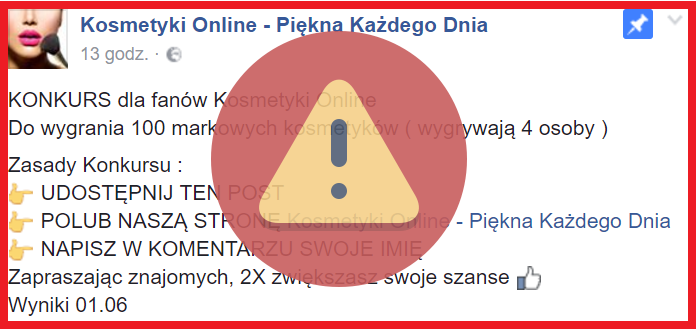 Kosmetyki Online - Piękna Każdego Dnia
13 godz. ·
KONKURS dla fanów Kosmetyki Online
Do wygrania 100 markowych kosmetyków ( wygrywają 4 osoby )
Zasady Konkursu :
👉 UDOSTĘPNIJ TEN POST
👉 POLUB NASZĄ STRONĘ Kosmetyki Online - Piękna Każdego Dnia
👉 NAPISZ W KOMENTARZU SWOJE IMIĘ
Zapraszając znajomych, 2X zwiększasz swoje szanse 👍
Wyniki 01.06